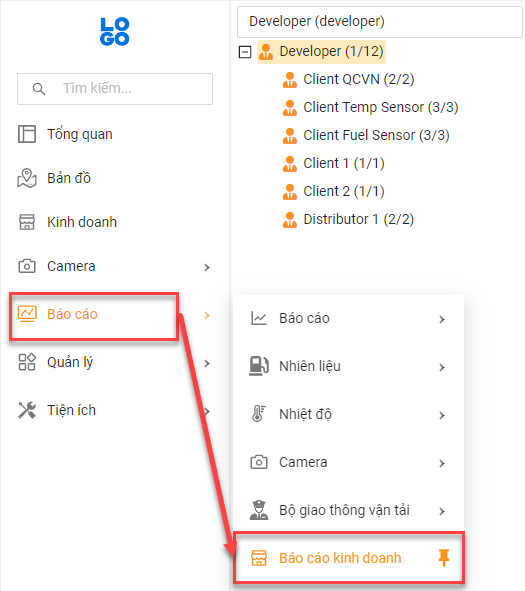 LO
GO
Tìm kiếm...
Tổng quan
Bản đồ
Kinh doanh
Camera
Báo cáo
Quản lý
Tiện ích
Developer (developer)
Developer (1/12)
Client QCVN (2/2)
Client Temp Sensor (3/3)
Client Fuel Sensor (3/3)
Client 1 (1/1)
Client 2 (1/1)
Distributor 1 (2/2)
Báo cáo
Nhiên liệu
Nhiệt độ
Camera
Bộ giao thông vận tải
Báo cáo kinh doanh